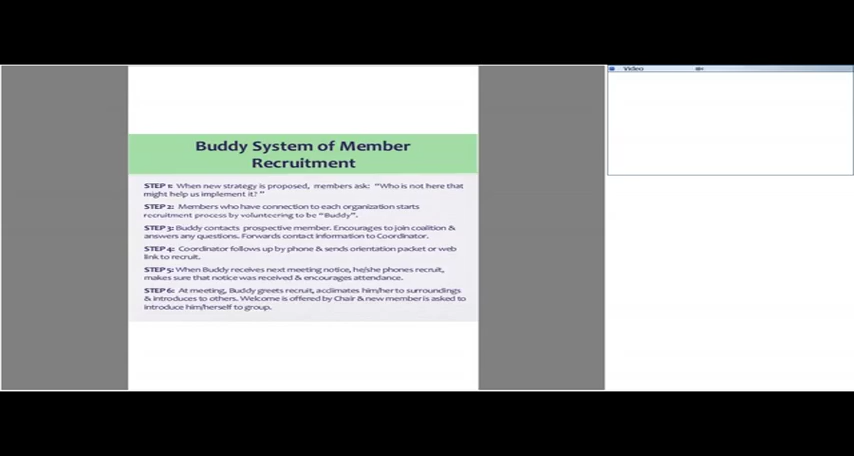 Video
Buddy System of Member
Recruitment
STEP 1: When new strategy is proposed, members ask: "Who is not here that
might help us implement it? "
STEP 2: Members who have connection to each organization starts
recruitment process by volunteering to be "Buddy".
STEP 3: Buddy contacts prospective member. Encourages to join coalition &
answers any questions. Forwards contact information to Coordinator.
STEP 4: Coordinator follows up by phone & sends orientation packet or web
link to recruit.
STEP 5: When Buddy receives next meeting notice, he/she phones recruit,
makes sure that notice was received & encourages attendance.
STEP 6: At meeting, Buddy greets recruit, acclimates him/her to surroundings
& introduces to others. Welcome is offered by Chair & new member is asked to
introduce him/herself to group.